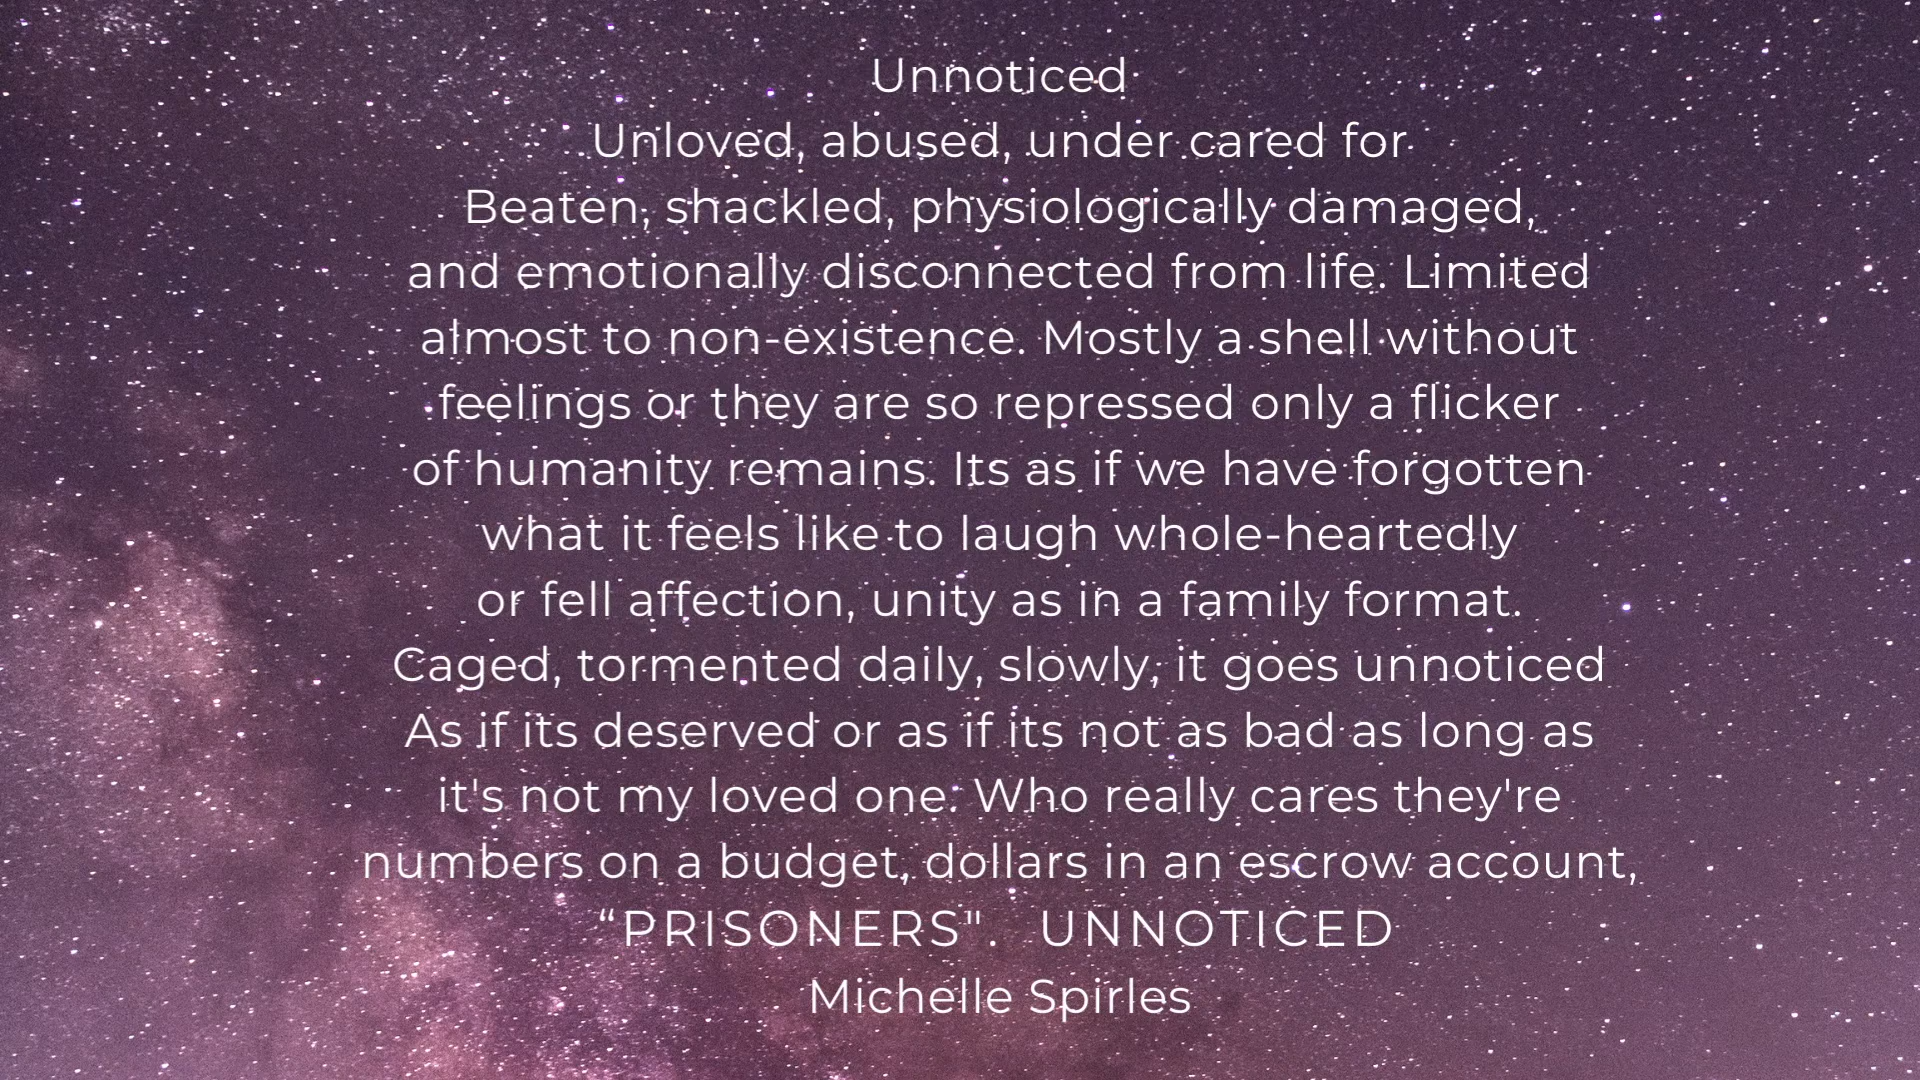 Unnoticed
Unloved, abused, under cared for
Beaten, shackled, physiologically damaged,
and emotionally disconnected from life. Limited
almost to non-existence. Mostly a shell without
feelings or they are so repressed only a flicker
of humanity remains. Its as if we have forgotten
what it feels like to laugh whole-heartedly
or fell affection, unity as in a family format.
Caged, tormented daily, slowly, it goes unnoticed
As if its deserved or as if its not as bad as long as
it's not my loved one. Who really cares they're
numbers on a budget, dollars in an escrow account,
“PRISONERS". UNNOTICED
Michelle Spirles